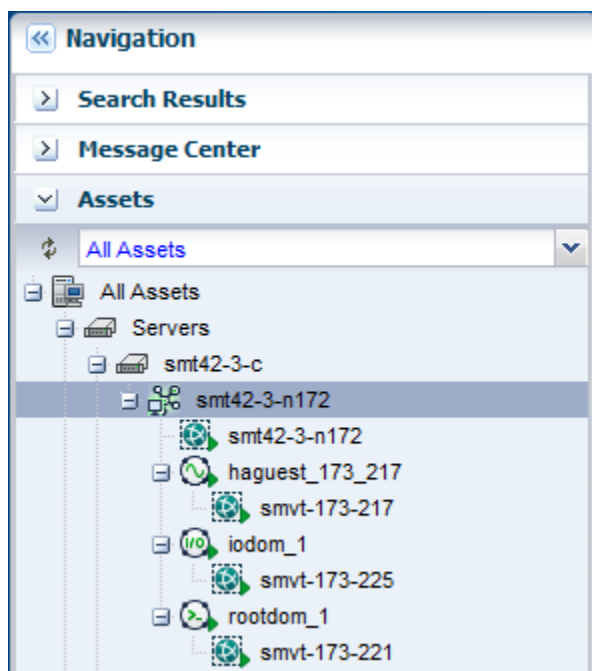 Navigation
Search Results
Message Center
Assets
All Assets
All Assets
Servers
smt42-3-c
smt42-3-n172
smt42-3-n172
haguest_173_217
smvt-173-217
I/O iodom_1
smvt-173-225
rootdom_1
smvt-173-221